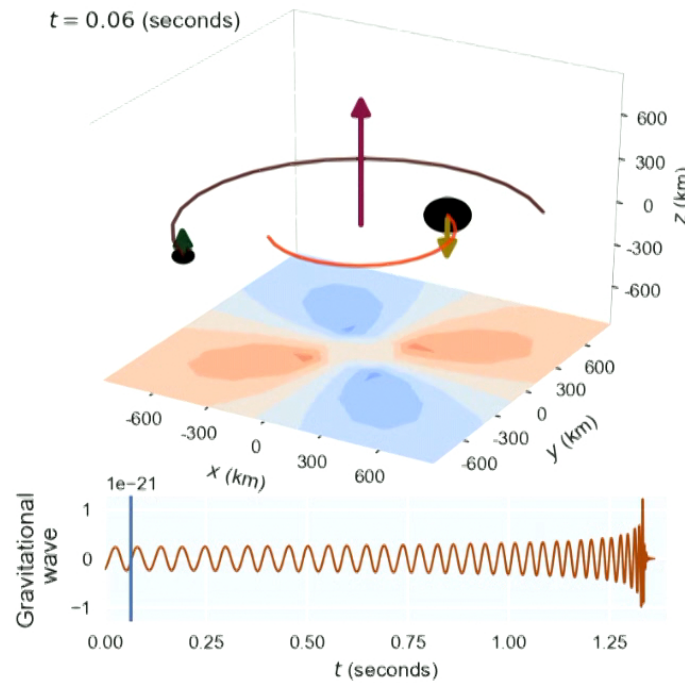 t = 0.06 (seconds)
600
300
0
-300
-600
z (km)
-600
-300
0
300
600
x (km)
600
300
0
-300
-600
y (km)
1e−21
1
0
−1
Gravitational
wave
0.00 0.25 0.50 0.75 1.00 1.25
t (seconds)